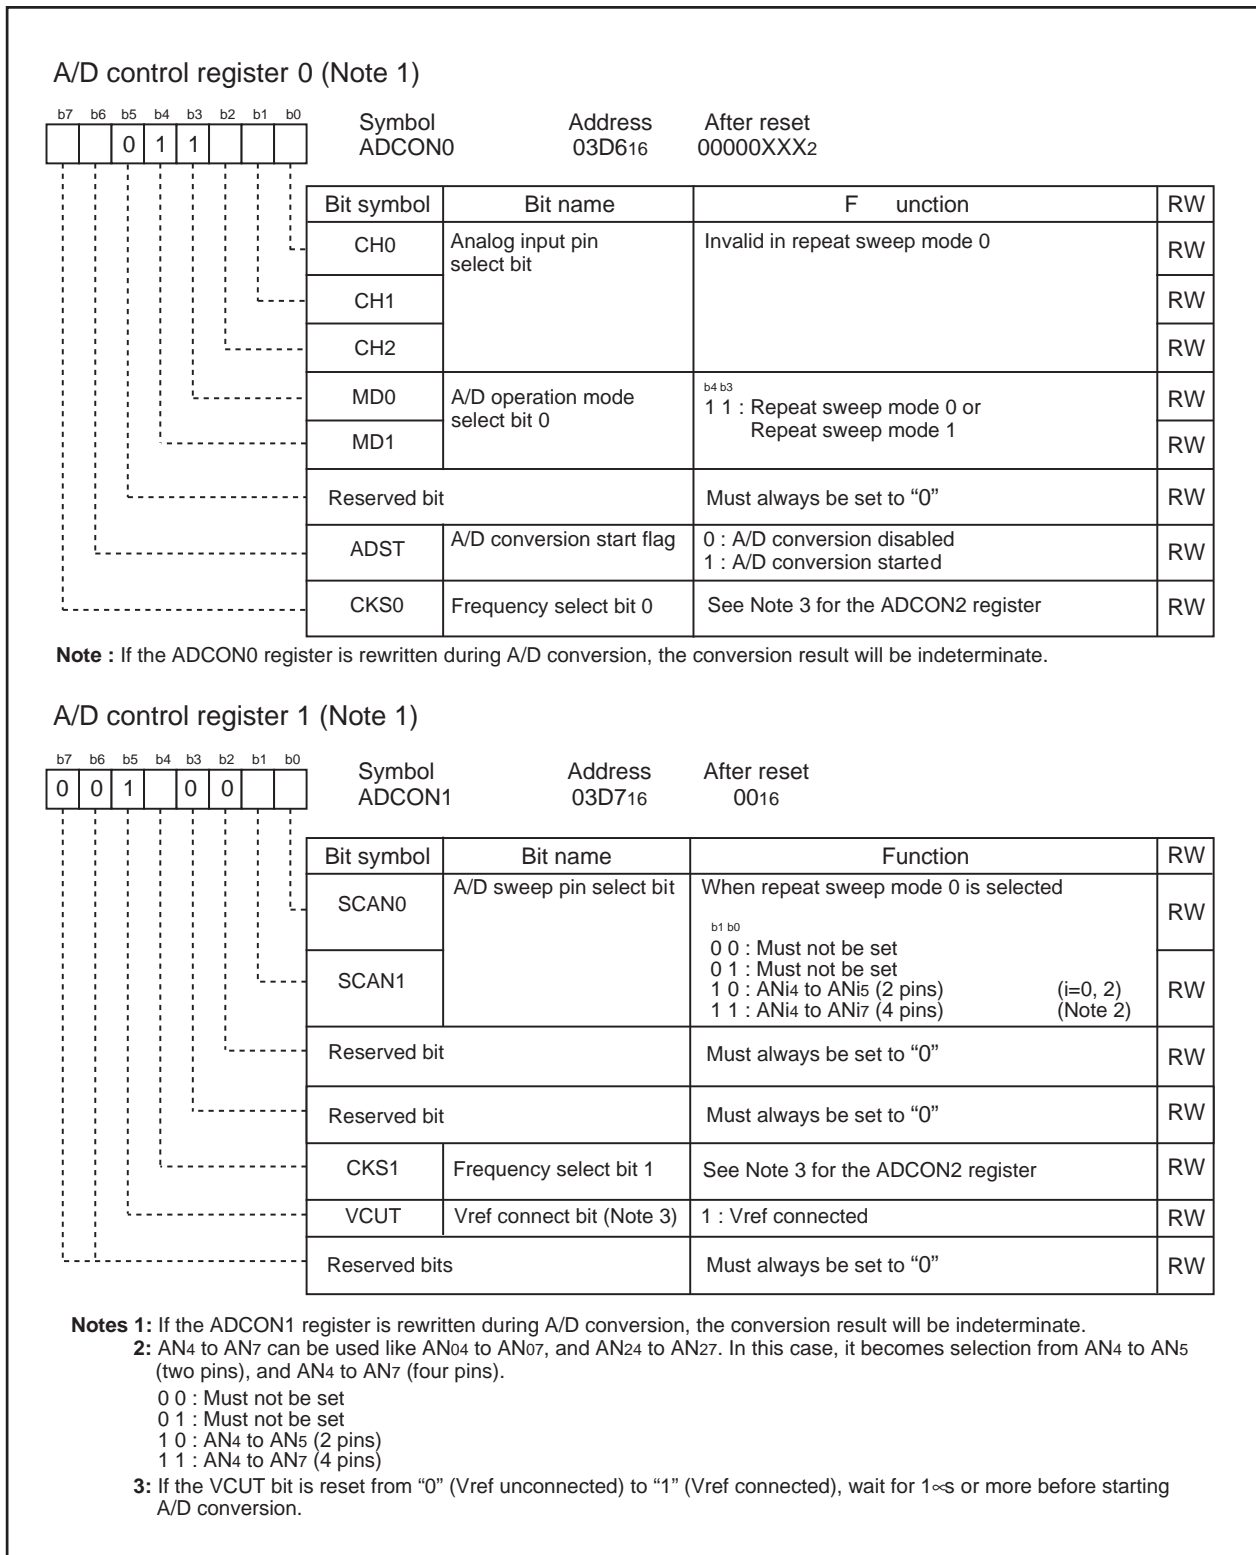 A/D control register 0 (Note 1)
b7 b6 b5 b4 b3 b2 b1 b0
0 1 1
Symbol Address After reset
ADCON0 03D616 00000XXX2
Bit symbol Bit name F unction RW
CH0 Analog input pin Invalid in repeat sweep mode 0 RW
select bit
CH1 RW
CH2 RW
MD0 A/D operation mode b4 b3 RW
select bit 0 1 1 : Repeat sweep mode 0 or
MD1 Repeat sweep mode 1 RW
Reserved bit Must always be set to “0” RW
ADST A/D conversion start flag 0 : A/D conversion disabled RW
1 : A/D conversion started
CKS0 Frequency select bit 0 See Note 3 for the ADCON2 register RW
Note : If the ADCON0 register is rewritten during A/D conversion, the conversion result will be indeterminate.
A/D control register 1 (Note 1)
b7 b6 b5 b4 b3 b2 b1 b0
0 0 1 0 0
Symbol Address After reset
ADCON1 03D716 0016
Bit symbol Bit name Function RW
SCAN0 A/D sweep pin select bit When repeat sweep mode 0 is selected RW
b1 b0
0 0 : Must not be set
0 1 : Must not be set
SCAN1 1 0 : ANi4 to ANi5 (2 pins) (i=0, 2) RW
1 1 : ANi4 to ANi7 (4 pins) (Note 2)
Reserved bit Must always be set to “0” RW
Reserved bit Must always be set to “0” RW
CKS1 Frequency select bit 1 See Note 3 for the ADCON2 register RW
VCUT Vref connect bit (Note 3) 1 : Vref connected RW
Reserved bits Must always be set to “0” RW
Notes 1: If the ADCON1 register is rewritten during A/D conversion, the conversion result will be indeterminate.
2: AN4 to AN7 can be used like AN04 to AN07, and AN24 to AN27. In this case, it becomes selection from AN4 to AN5
(two pins), and AN4 to AN7 (four pins).
0 0 : Must not be set
0 1 : Must not be set
1 0 : AN4 to AN5 (2 pins)
1 1 : AN4 to AN7 (4 pins)
3: If the VCUT bit is reset from “0” (Vref unconnected) to “1” (Vref connected), wait for 1∝s or more before starting
A/D conversion.